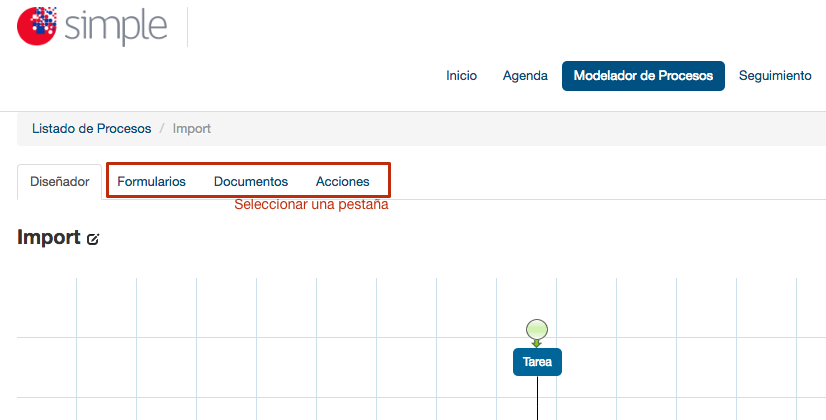 simple
Inicio Agenda Modelador de Procesos Seguimiento
Listado de Procesos / Import
Diseñador Formularios Documentos Acciones
Seleccionar una pestaña
Import
Tarea